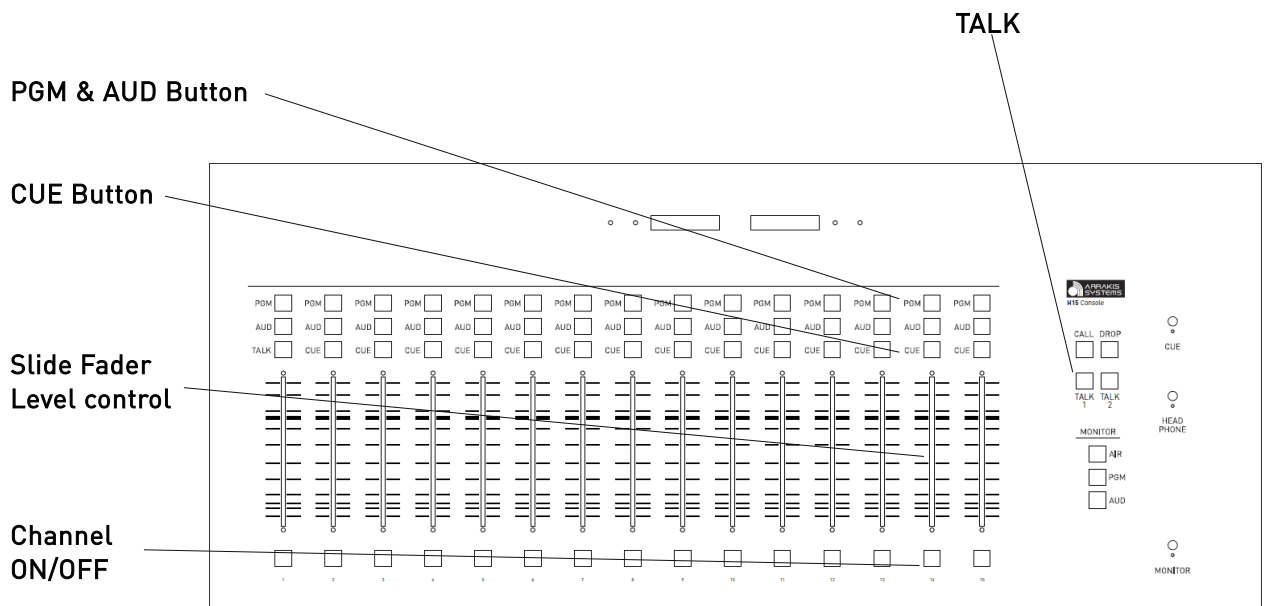 TALK
PGM & AUD Button
CUE Button
Slide Fader
Level control
Channel
ON/OFF
PGM PGM PGM PGM PGM PGM PGM PGM PGM PGM PGM PGM PGM PGM PGM
AUD AUD AUD AUD AUD AUD AUD AUD AUD AUD AUD AUD AUD AUD AUD
TALK CUE CUE CUE CUE CUE CUE CUE CUE CUE CUE CUE CUE CUE CUE
1 2 3 4 5 6 7 8 9 10 11 12 13 14 15
ARRAKIS
SYSTEMS
H15 Console
CALL DROP
TALK TALK
1 2
MONITOR
AIR
PGM
AUD
CUE
HEAD
PHONE
MONITOR